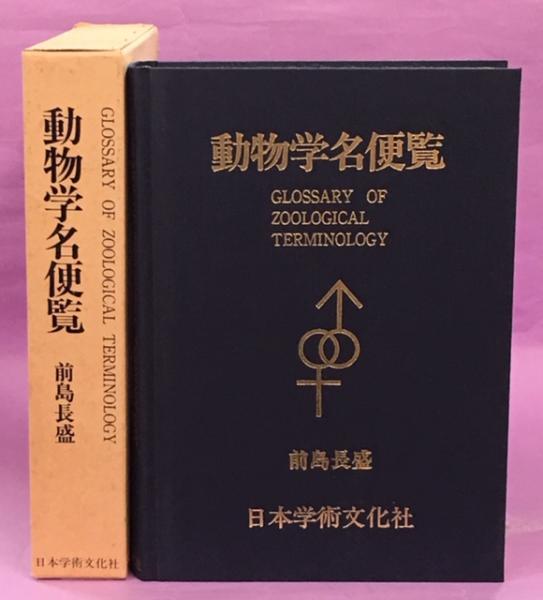 動物学名便覧
GLOSSARY OF ZOOLOGICAL TERMINOLOGY
前島長盛
日本学術文化社
動物学名便覧
GLOSSARY OF
ZOOLOGICAL
TERMINOLOGY
前島長盛
日本学術文化社